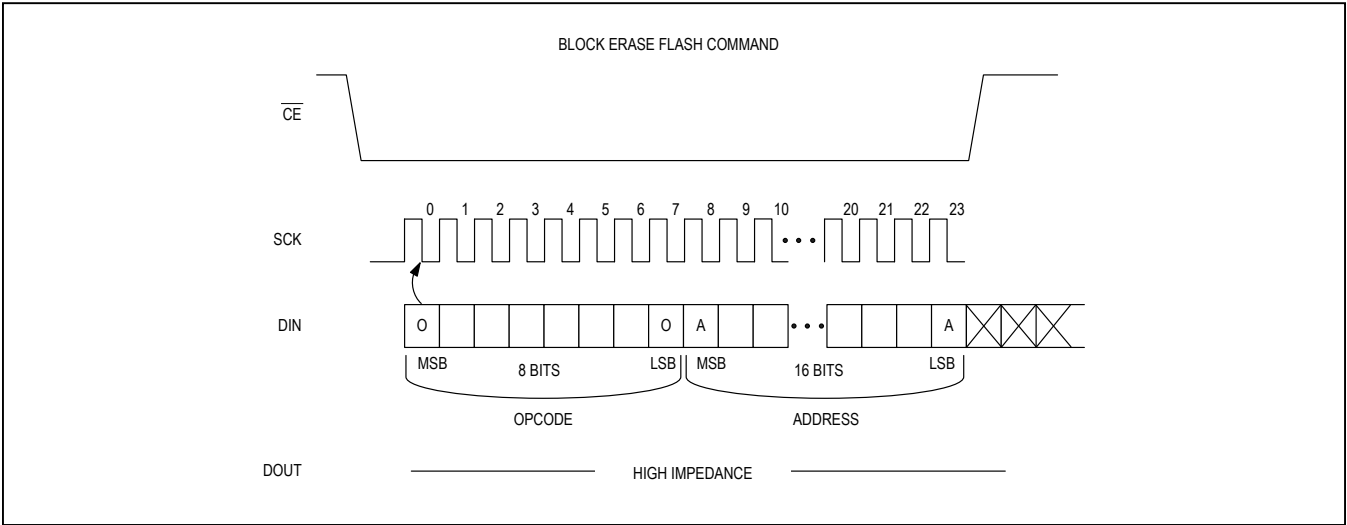 BLOCK ERASE FLASH COMMAND
CE
0 1 2 3 4 5 6 7 8 9 10 20 21 22 23
SCK
DIN O O A A
MSB 8 BITS LSB MSB 16 BITS LSB
OPCODE ADDRESS
DOUT HIGH IMPEDANCE